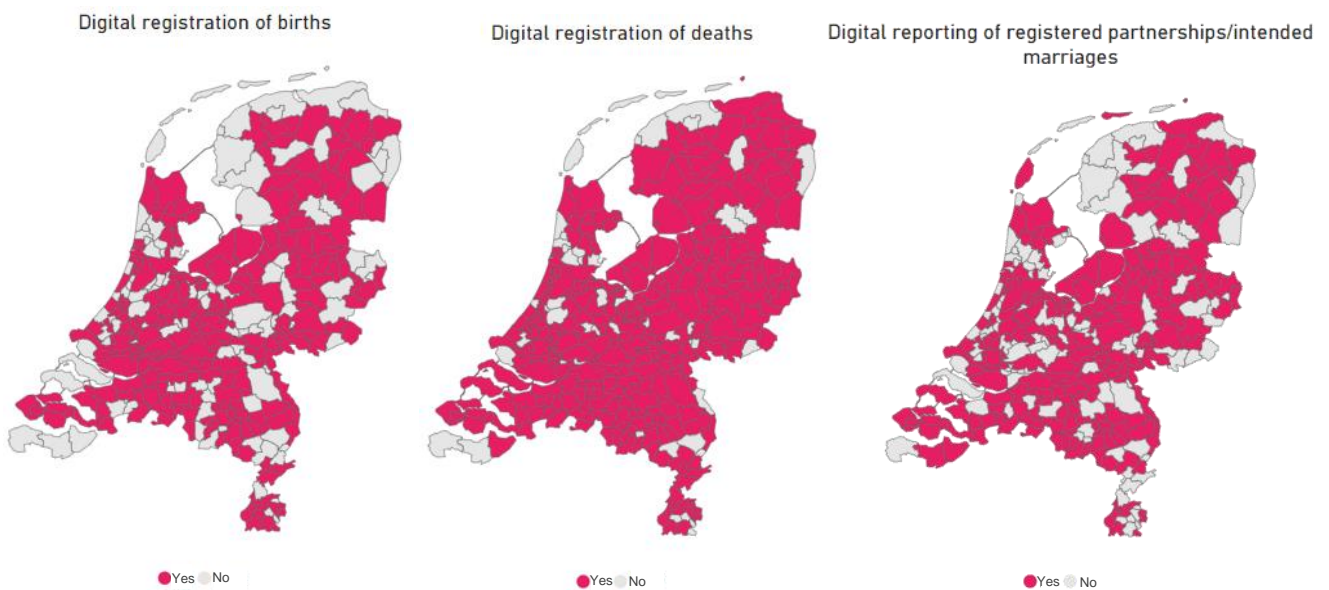 Digital registration of births
Digital registration of deaths
Digital reporting of registered partnerships/intended
marriages
Yes No
Yes No
Yes No